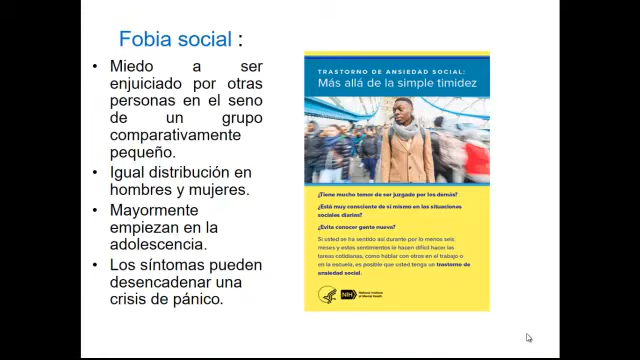 Fobia social :
• Miedo a ser
enjuiciado por otras
personas en el seno
de un grupo
comparativamente
pequeño.
• Igual distribución en
hombres y mujeres.
• Mayormente
empiezan en la
adolescencia.
• Los síntomas pueden
desencadenar una
crisis de pánico.
TRASTORNO DE ANSIEDAD SOCIAL:
Más allá de la simple timidez
¿Tiene mucho temor de ser juzgado por los demás?
¿Está muy consciente de sí mismo en las situaciones
sociales diarias?
¿Evita conocer gente nueva?
Si usted se ha sentido así durante por lo menos seis
meses y estos sentimientos le hacen difícil hacer las
tareas cotidianas, como hablar con otros en el trabajo o
en la escuela, es posible que usted tenga un trastorno de
ansiedad social.
NIH
National Institute
of Mental Health